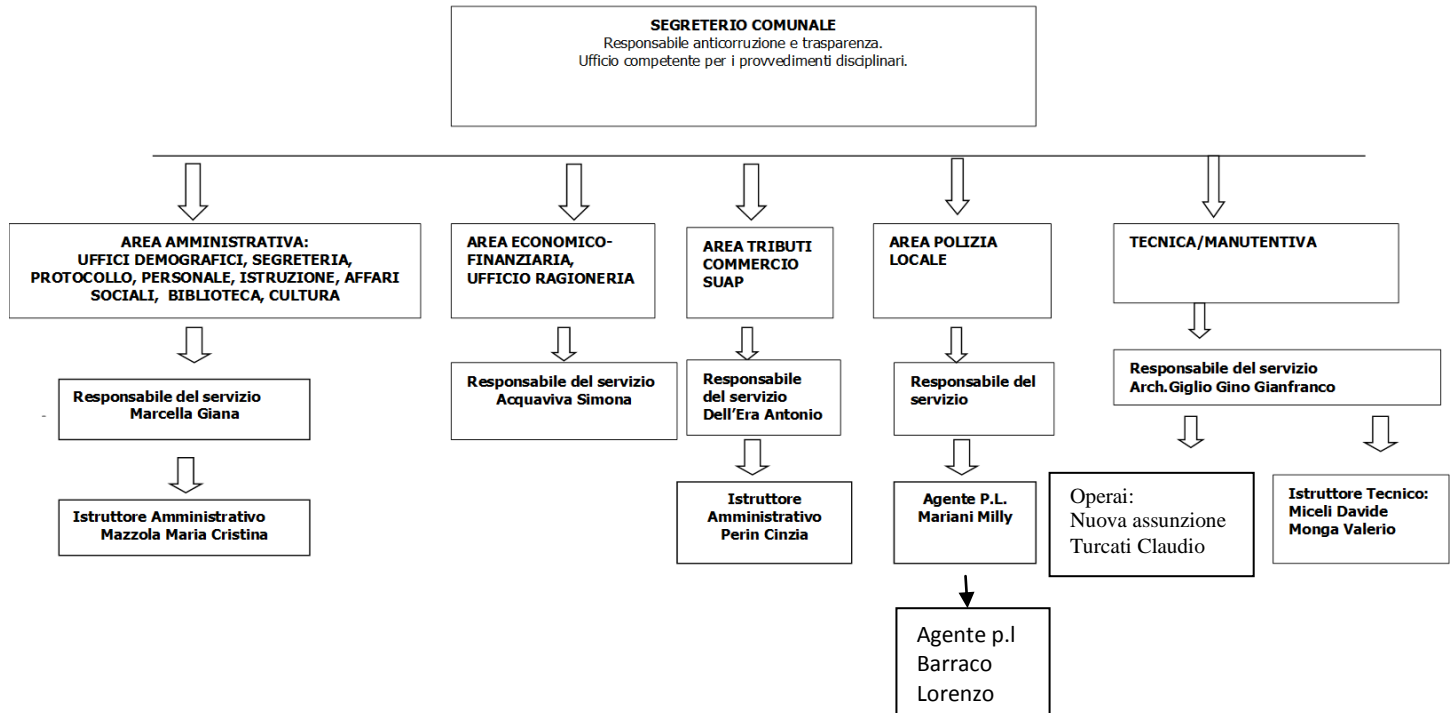 SEGRETERIO COMUNALE
Responsabile anticorruzione e trasparenza.
Ufficio competente per i provvedimenti disciplinari.
AREA AMMINISTRATIVA:
UFFICI DEMOGRAFICI, SEGRETERIA,
PROTOCOLLO, PERSONALE, ISTRUZIONE, AFFARI
SOCIALI, BIBLIOTECA, CULTURA
AREA ECONOMICO-
FINANZIARIA,
UFFICIO RAGIONERIA
AREA TRIBUTI
COMMERCIO
SUAP
AREA POLIZIA
LOCALE
TECNICA/MANUTENTIVA
Responsabile del servizio
Marcella Giana
Responsabile del servizio
Acquaviva Simona
Responsabile
del servizio
Dell'Era Antonio
Responsabile del
servizio
Responsabile del servizio
Arch.Giglio Gino Gianfranco
Istruttore Amministrativo
Mazzola Maria Cristina
Istruttore
Amministrativo
Perin Cinzia
Agente P.L.
Mariani Milly
Operai:
Nuova assunzione
Turcati Claudio
Istruttore Tecnico:
Miceli Davide
Monga Valerio
Agente p.l
Barraco
Lorenzo